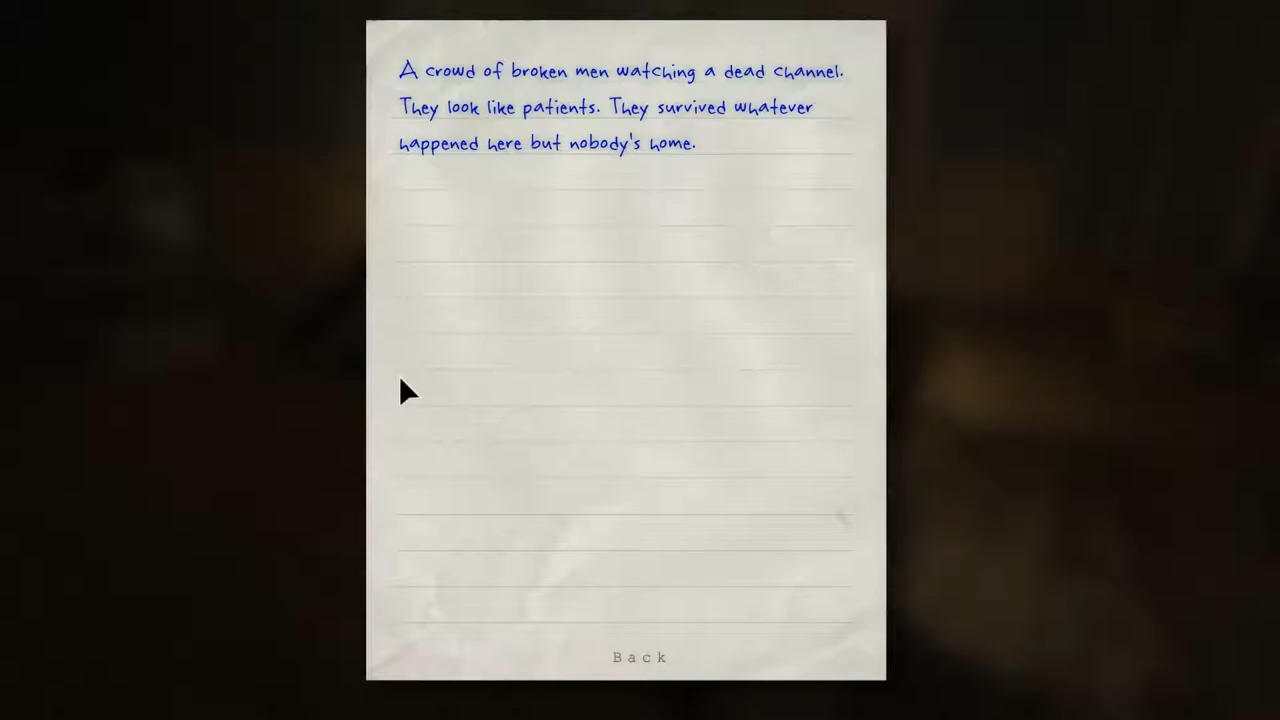 A crowd of broken men watching a dead channel.
They look like patients. They survived whatever
happened here but nobody's home.
Back